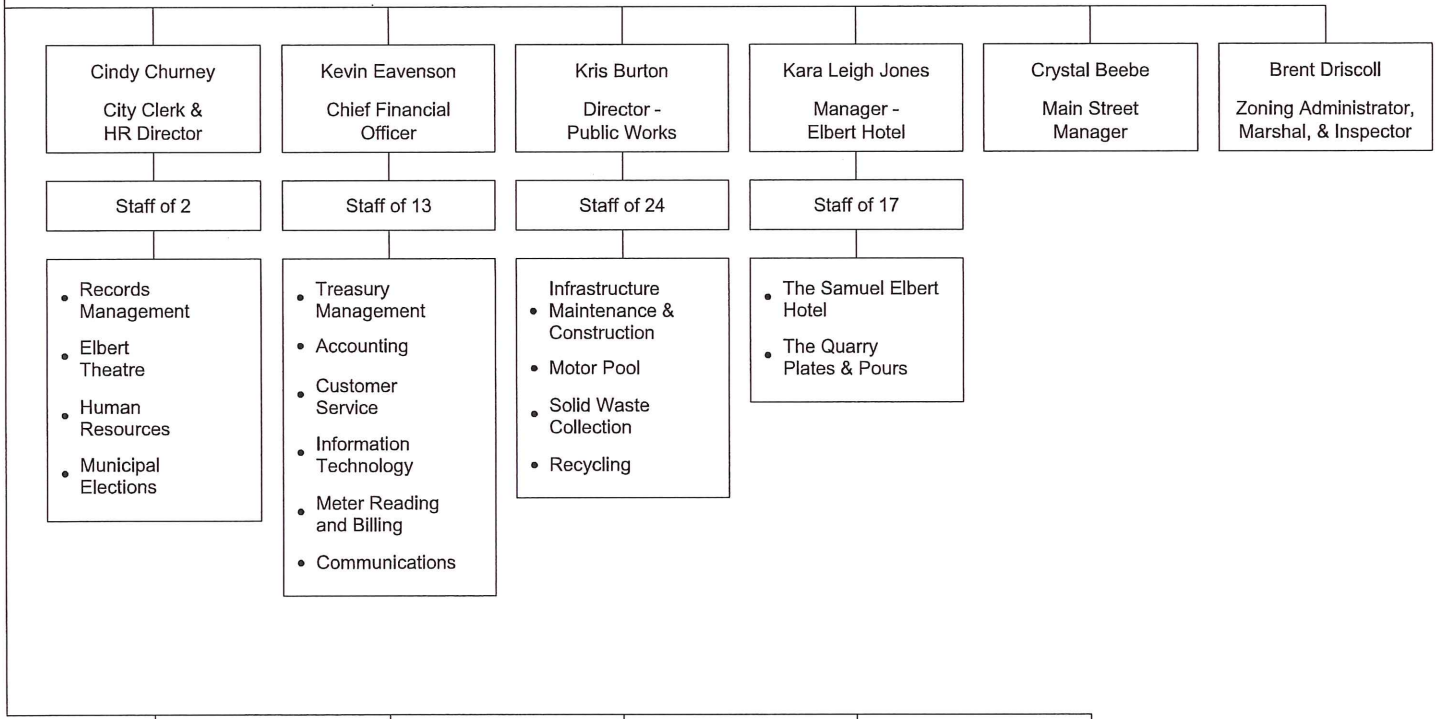 Cindy Churney
City Clerk &
HR Director
Staff of 2
• Records
Management
• Elbert
Theatre
• Human
Resources
• Municipal
Elections
Kevin Eavenson
Chief Financial
Officer
Staff of 13
• Treasury
Management
• Accounting
• Customer
Service
• Information
Technology
• Meter Reading
and Billing
• Communications
Kris Burton
Director -
Public Works
Staff of 24
Infrastructure
• Maintenance &
Construction
• Motor Pool
• Solid Waste
Collection
• Recycling
Kara Leigh Jones
Manager -
Elbert Hotel
Staff of 17
• The Samuel Elbert
Hotel
• The Quarry
Plates & Pours
Crystal Beebe
Main Street
Manager
Brent Driscoll
Zoning Administrator,
Marshal, & Inspector